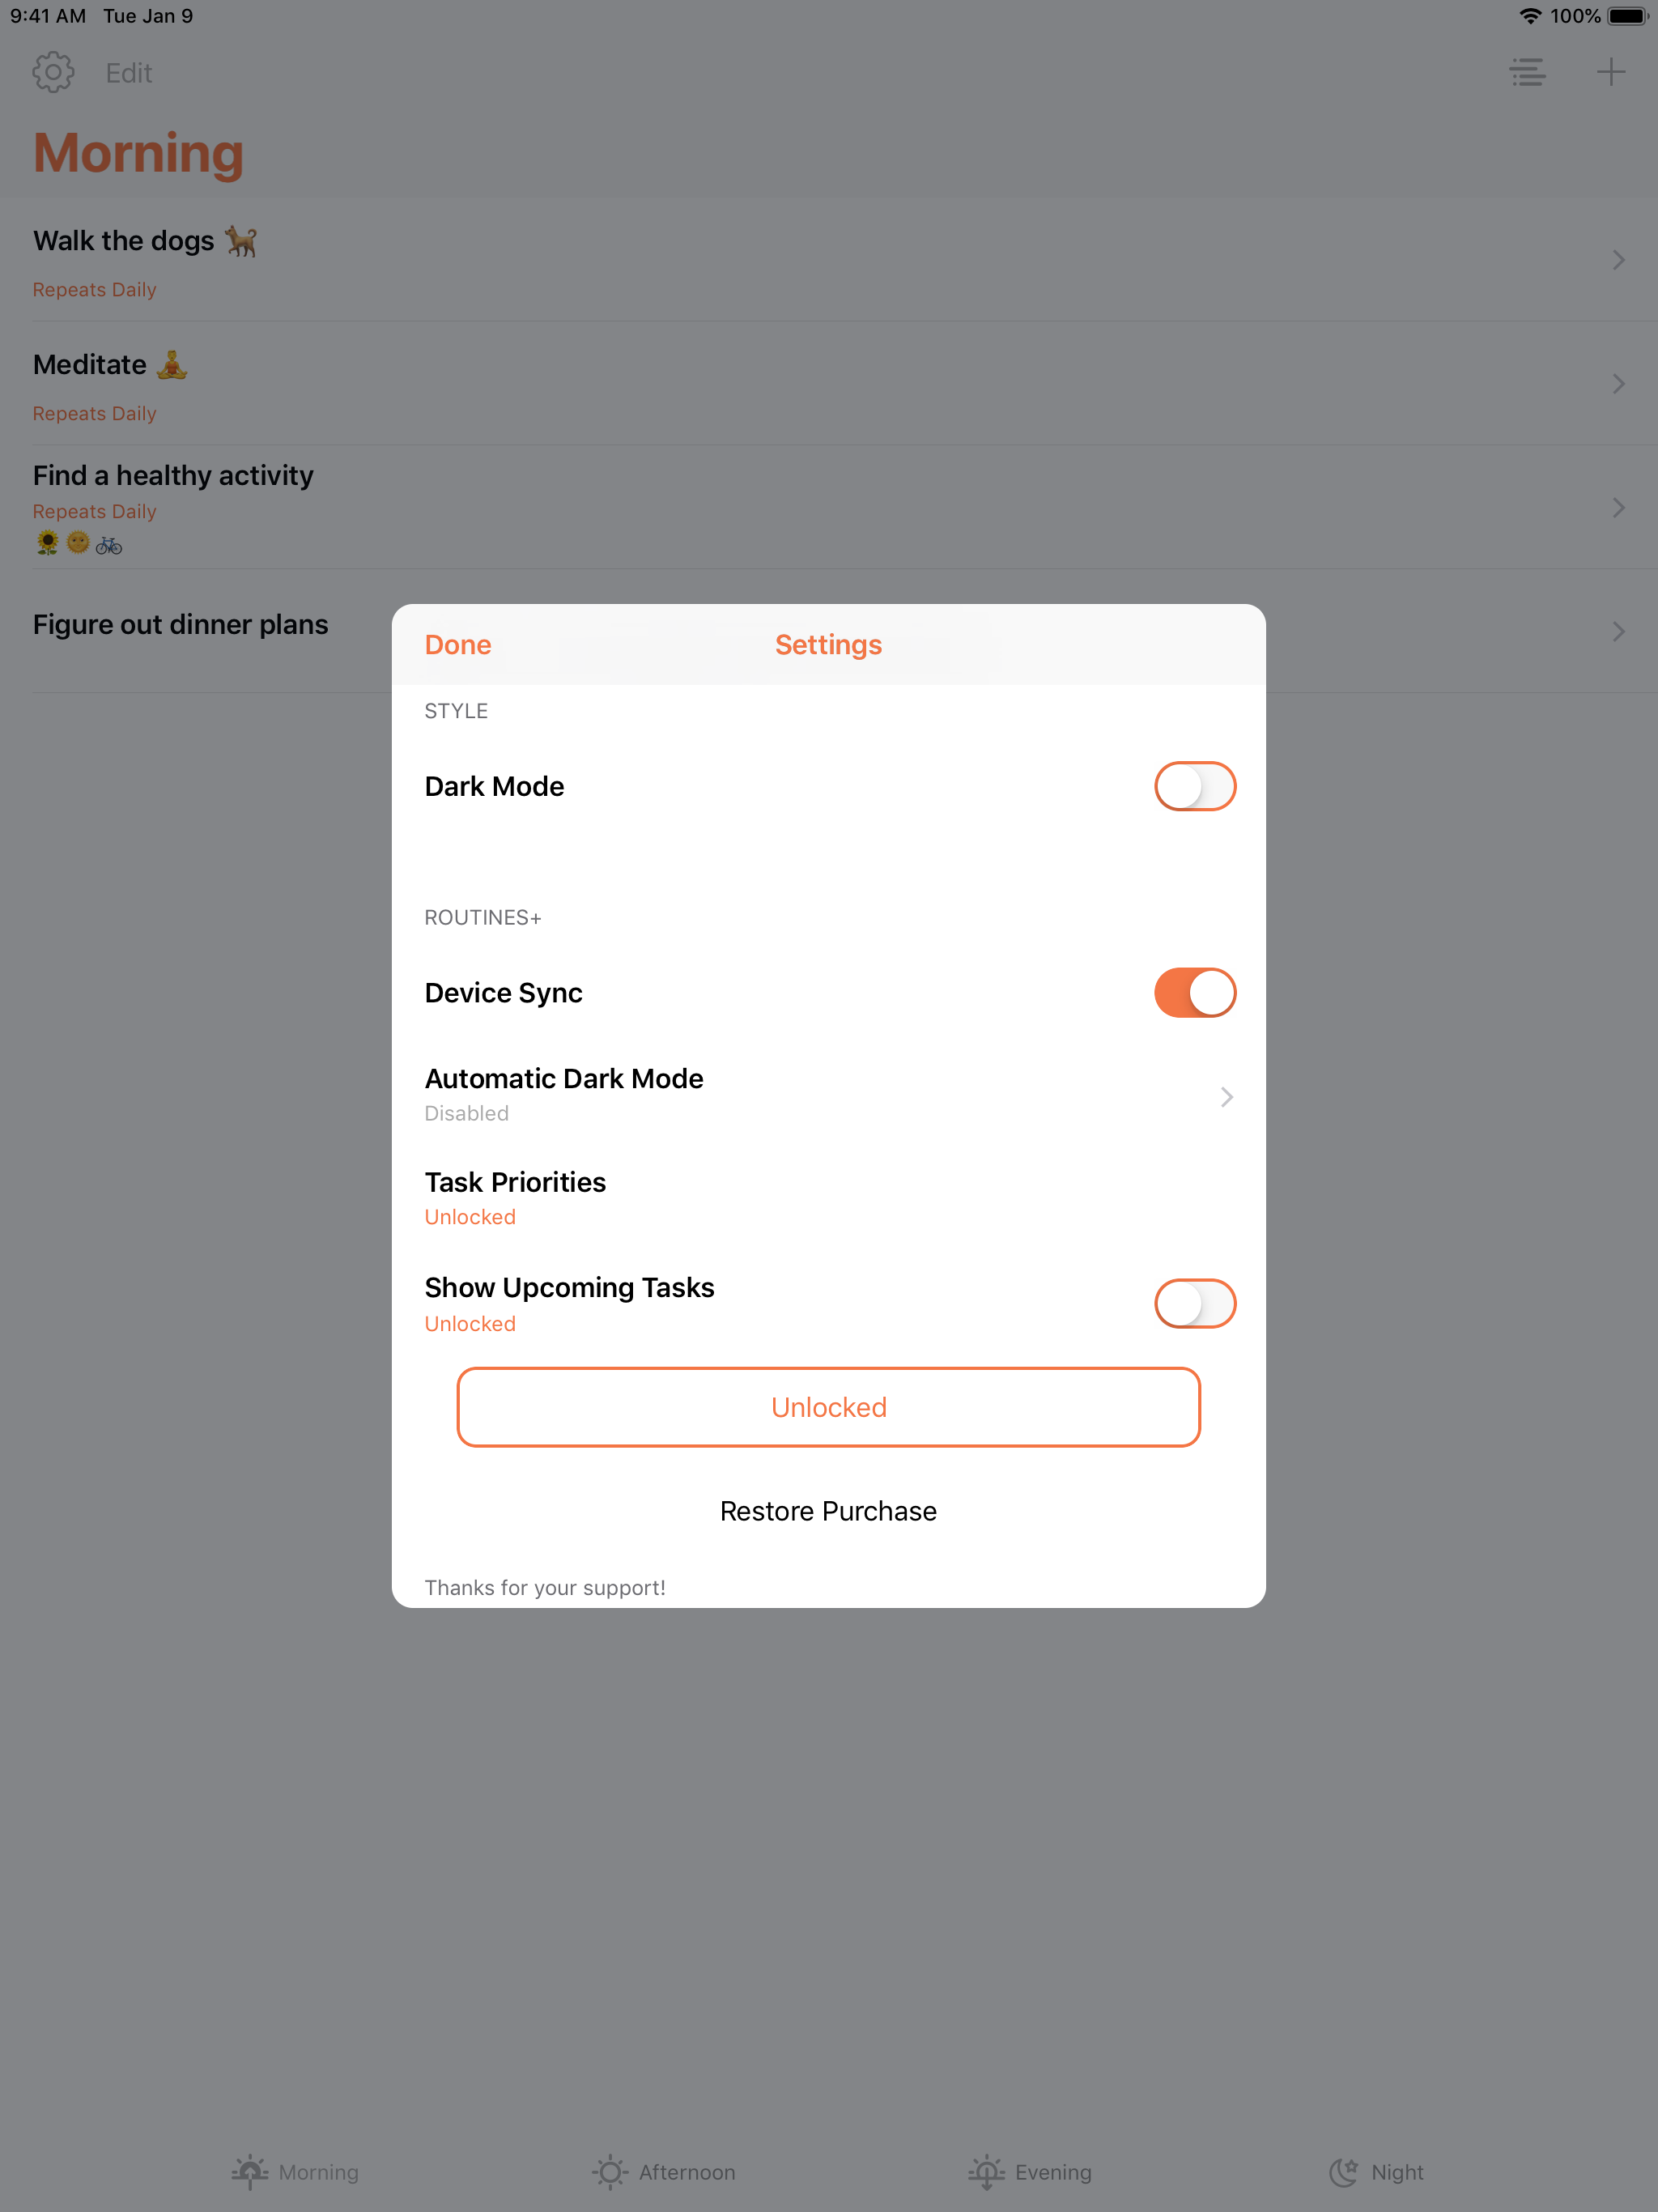 9:41 AM Tue Jan 9
100%
Edit
Morning
Walk the dogs 🐕
Repeats Daily
Meditate 🧘
Repeats Daily
Find a healthy activity
Repeats Daily
🌻🌞🚲
Figure out dinner plans
Done
Settings
STYLE
Dark Mode
ROUTINES+
Device Sync
Automatic Dark Mode
Disabled
Task Priorities
Unlocked
Show Upcoming Tasks
Unlocked
Unlocked
Restore Purchase
Thanks for your support!
Morning
Afternoon
Evening
Night